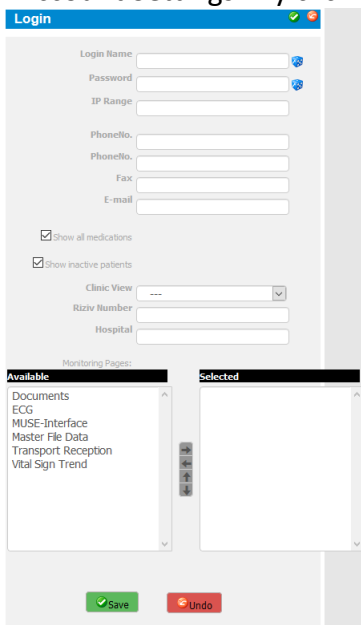 Login
Login Name
Password
IP Range
PhoneNo.
PhoneNo.
Fax
E-mail
Show all medications
Show inactive patients
Clinic View
---
Riziv Number
Hospital
Monitoring Pages:
Available
Selected
Documents
ECG
MUSE-Interface
Master File Data
Transport Reception
Vital Sign Trend
Save
Undo